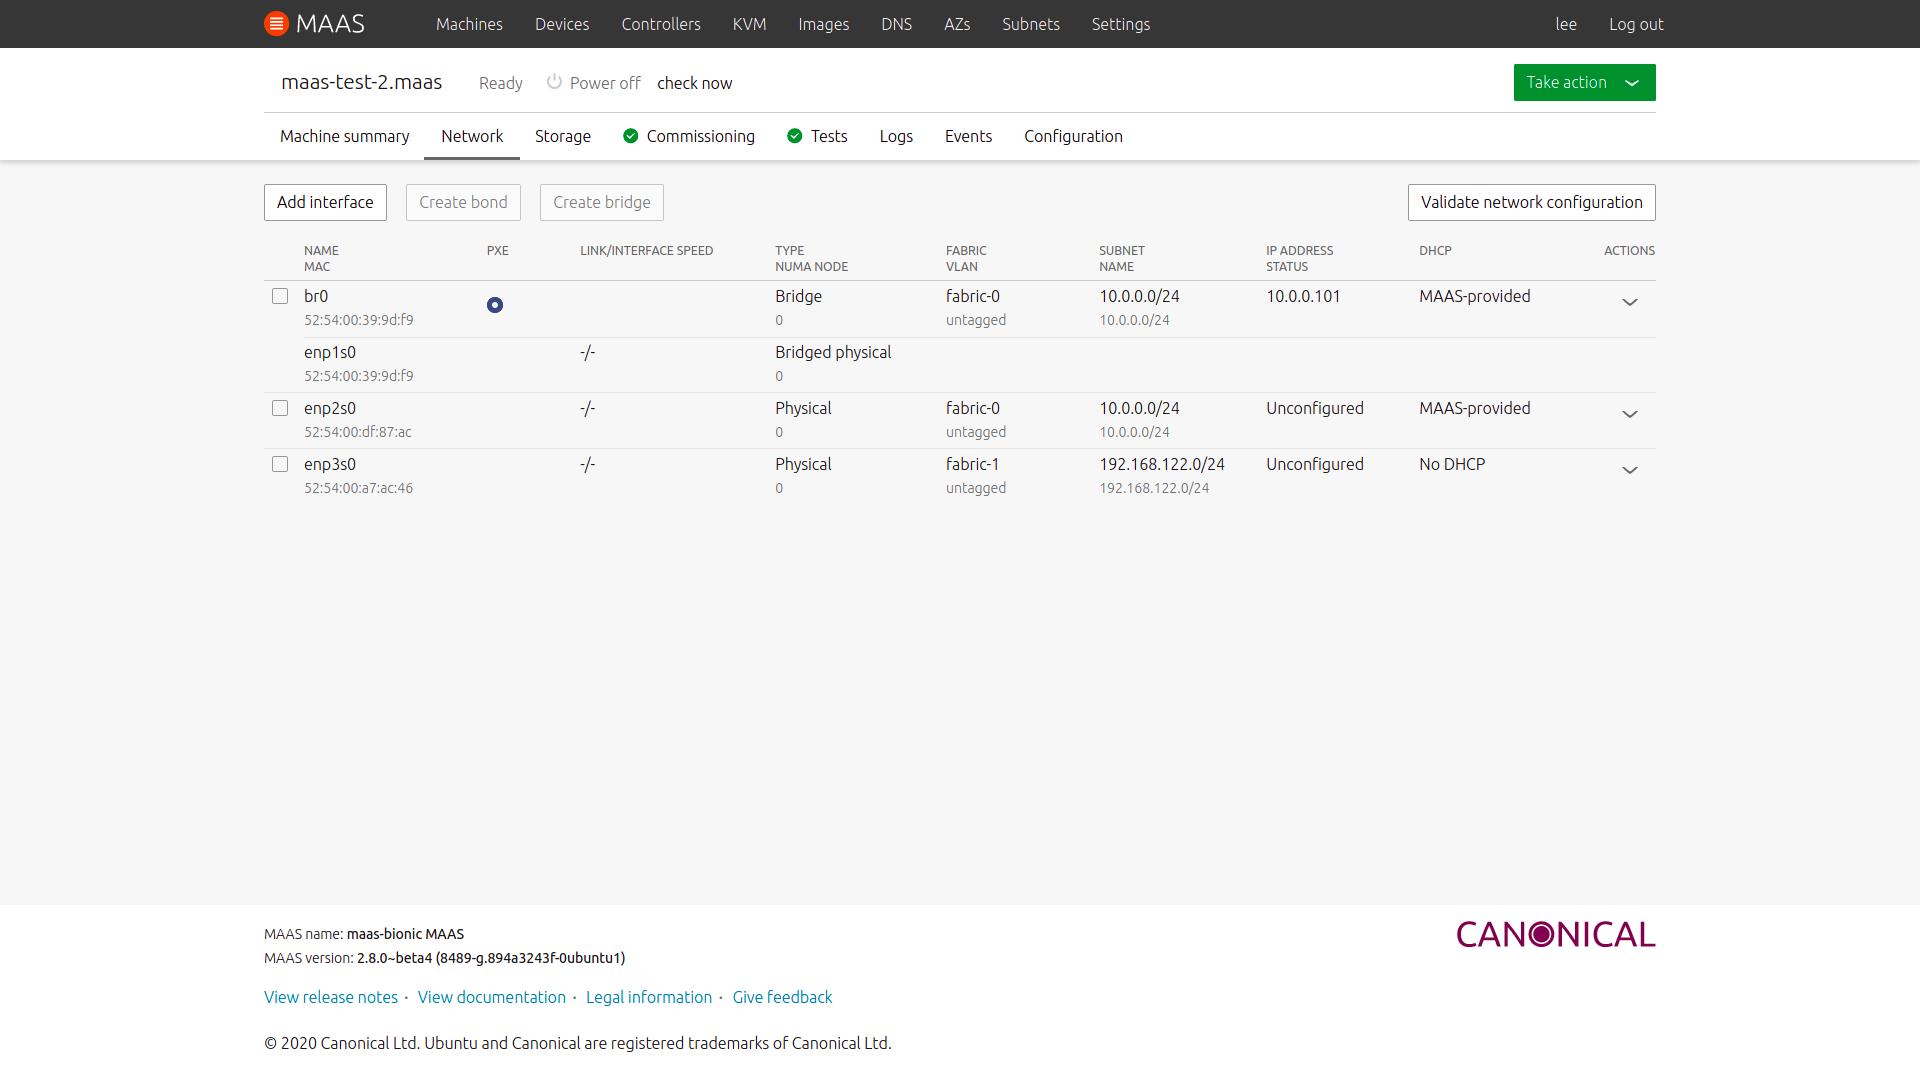 MAAS Machines Devices Controllers KVM Images DNS AZs Subnets Settings lee Log out
maas-test-2.maas Ready Power off check now Take action
Machine summary Network Storage Commissioning Tests Logs Events Configuration
Add interface Create bond Create bridge Validate network configuration
NAME PXE LINK/INTERFACE SPEED TYPE FABRIC SUBNET IP ADDRESS DHCP ACTIONS
MAC NUMA NODE VLAN NAME STATUS
br0 Bridge fabric-0 10.0.0.0/24 10.0.0.101 MAAS-provided
52:54:00:39:9d:f9 0 untagged 10.0.0.0/24
enp1s0 -/- Bridged physical
52:54:00:39:9d:f9 0
enp2s0 -/- Physical fabric-0 10.0.0.0/24 Unconfigured MAAS-provided
52:54:00:df:87:ac 0 untagged 10.0.0.0/24
enp3s0 -/- Physical fabric-1 192.168.122.0/24 Unconfigured No DHCP
52:54:00:a7:ac:46 0 untagged 192.168.122.0/24
MAAS name: maas-bionic MAAS CANONICAL
MAAS version: 2.8.0~beta4 (8489-g.894a3243f-0ubuntu1)
View release notes · View documentation · Legal information · Give feedback
© 2020 Canonical Ltd. Ubuntu and Canonical are registered trademarks of Canonical Ltd.